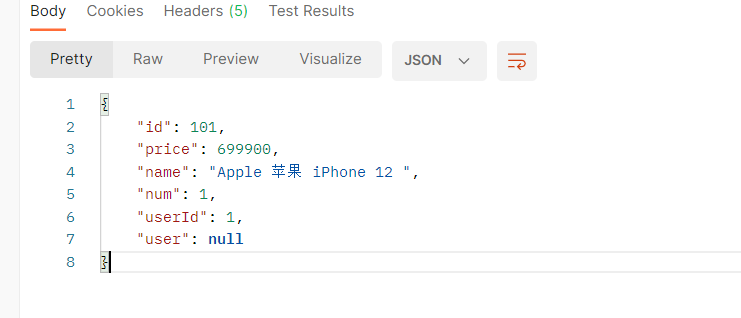 Body Cookies Headers (5) Test Results
Pretty Raw Preview Visualize JSON
1 {
2 "id": 101,
3 "price": 699900,
4 "name": "Apple 苹果 iPhone 12 ",
5 "num": 1,
6 "userId": 1,
7 "user": null
8 }